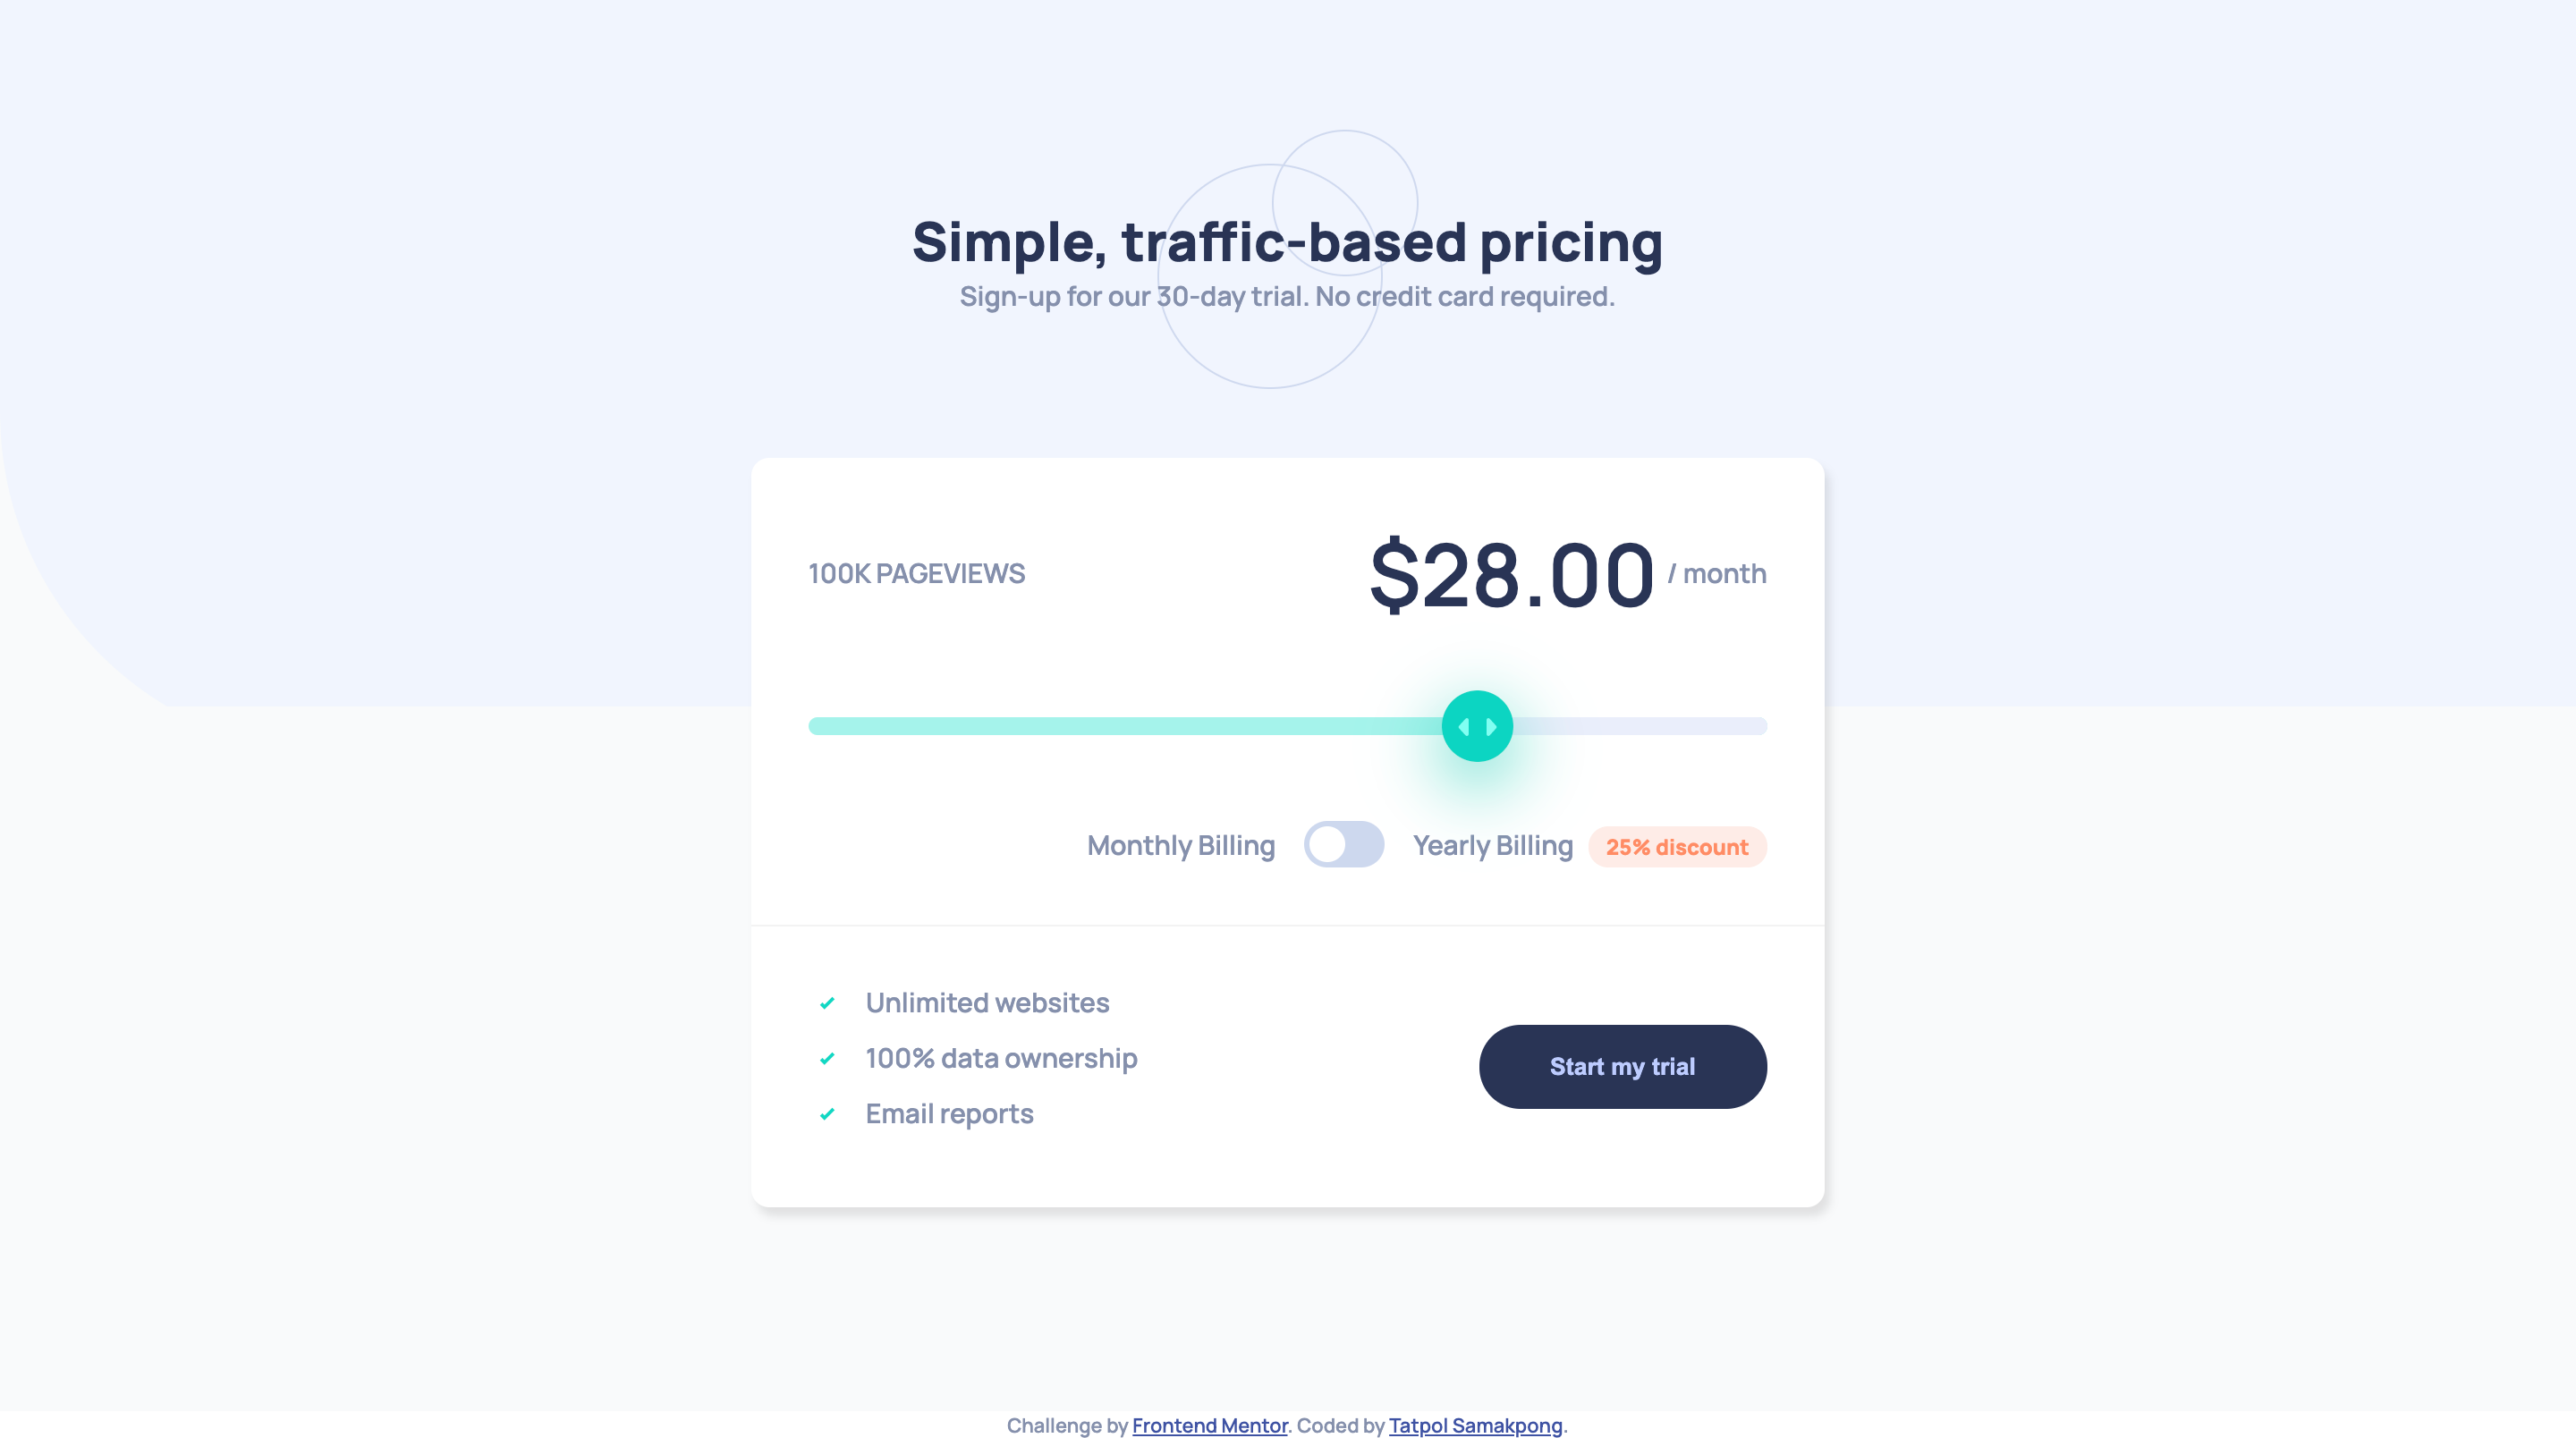 Simple, traffic-based pricing
Sign-up for our 30-day trial. No credit card required.
100K PAGEVIEWS
$28.00 / month
Monthly Billing
Yearly Billing
25% discount
Unlimited websites
100% data ownership
Email reports
Start my trial
Challenge by Frontend Mentor. Coded by Tatpol Samakpong.